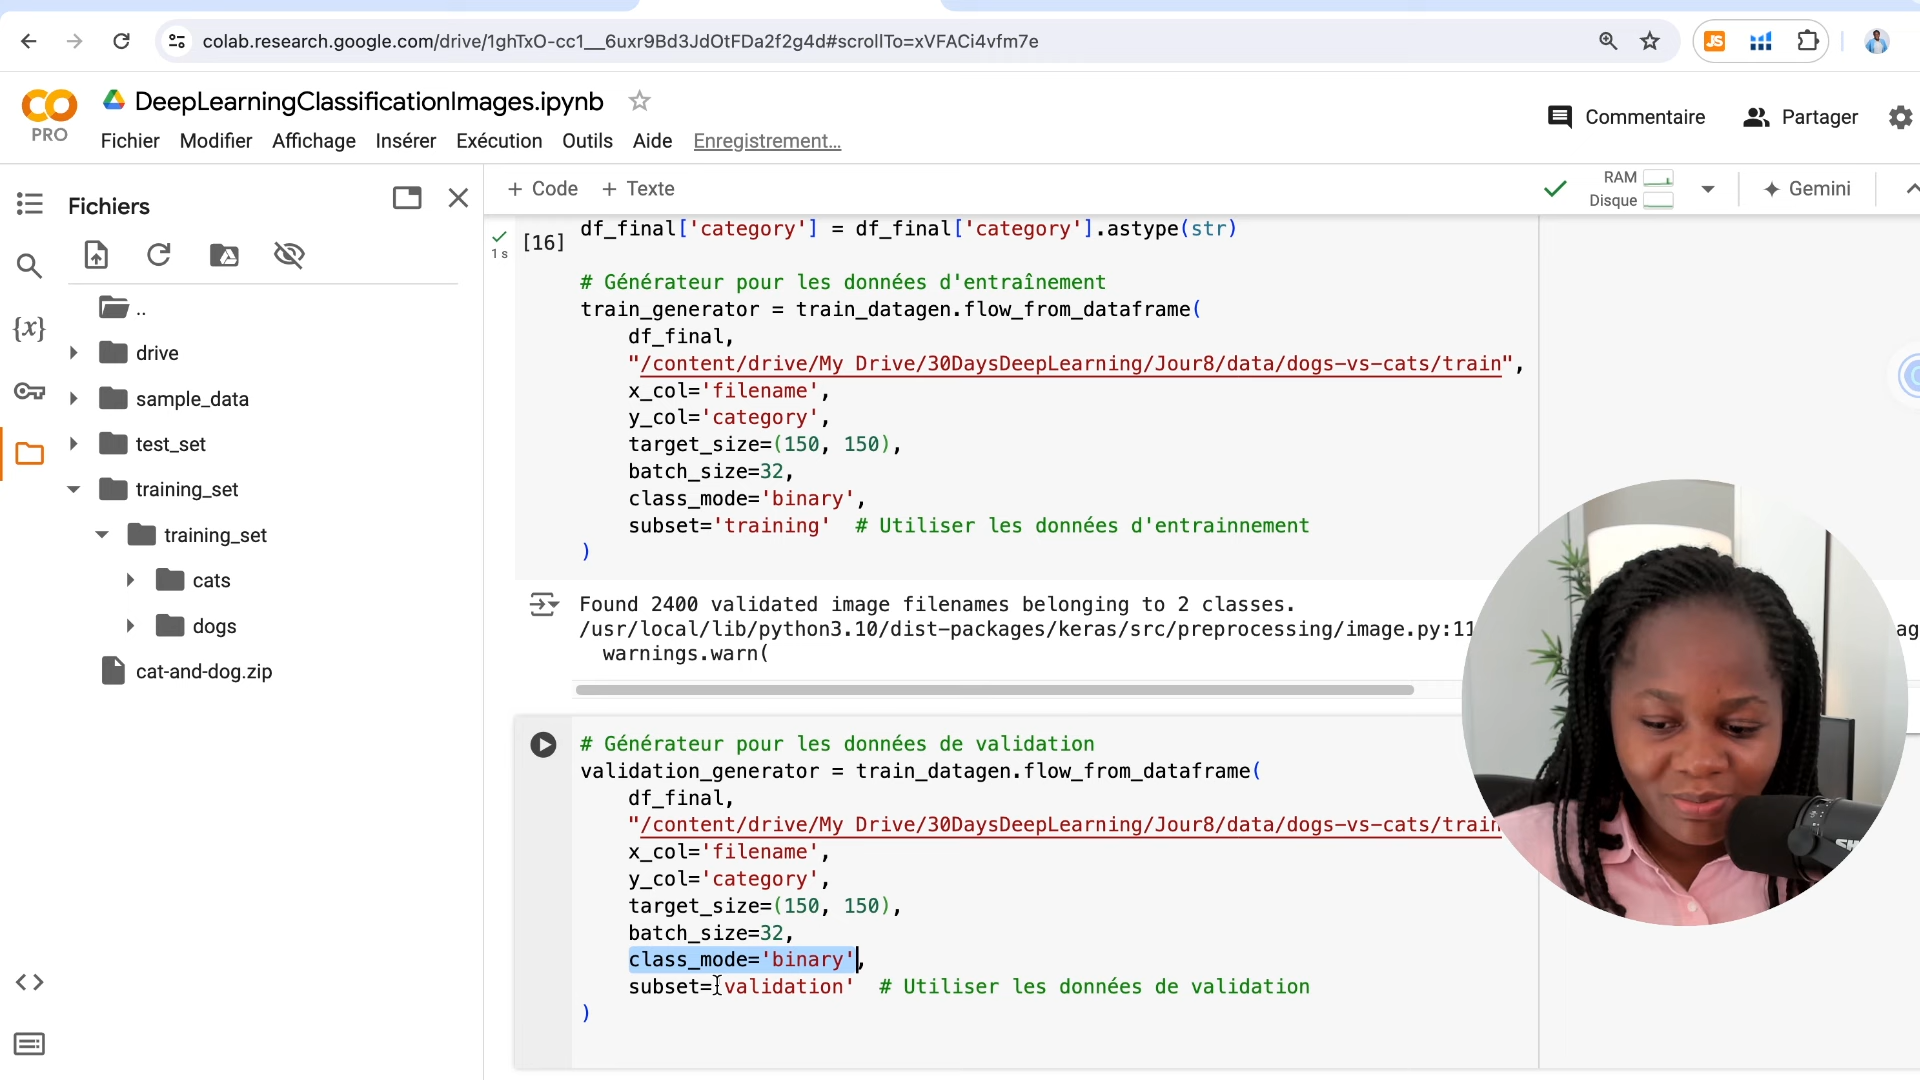 colab.research.google.com/drive/1ghTxO-cc1__6uxr9Bd3JdOtFDa2f2g4d#scrollTo=xVFACi4vfm7e
JS
CO
PRO
DeepLearningClassificationImages.ipynb
Fichier Modifier Affichage Insérer Exécution Outils Aide Enregistrement...
Commentaire
Partager
Fichiers
+ Code + Texte
RAM
Disque
Gemini
{x}
..
drive
sample_data
test_set
training_set
training_set
cats
dogs
cat-and-dog.zip
1 s
[16]
df_final['category'] = df_final['category'].astype(str)
# Générateur pour les données d'entraînement
train_generator = train_datagen.flow_from_dataframe(
df_final,
"/content/drive/My Drive/30DaysDeepLearning/Jour8/data/dogs-vs-cats/train",
x_col='filename',
y_col='category',
target_size=(150, 150),
batch_size=32,
class_mode='binary',
subset='training' # Utiliser les données d'entrainnement
)
Found 2400 validated image filenames belonging to 2 classes.
/usr/local/lib/python3.10/dist-packages/keras/src/preprocessing/image.py:11
warnings.warn(
# Générateur pour les données de validation
validation_generator = train_datagen.flow_from_dataframe(
df_final,
"/content/drive/My Drive/30DaysDeepLearning/Jour8/data/dogs-vs-cats/train
x_col='filename',
y_col='category',
target_size=(150, 150),
batch_size=32,
class_mode='binary',
subset='validation' # Utiliser les données de validation
)